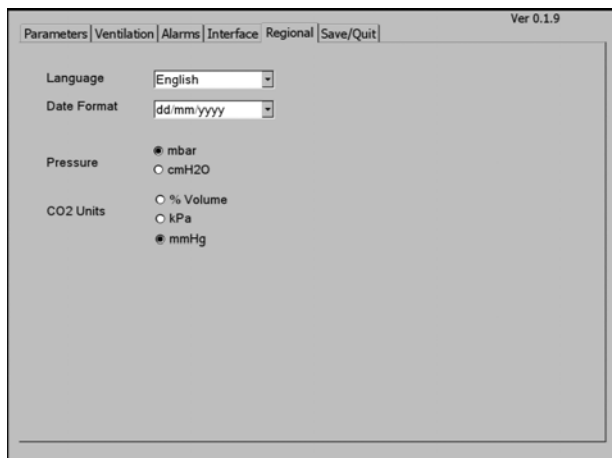 Ver 0.1.9
Parameters Ventilation Alarms Interface Regional Save/Quit
Language English
Date Format dd/mm/yyyy
Pressure
mbar
cmH2O
CO2 Units
% Volume
kPa
mmHg